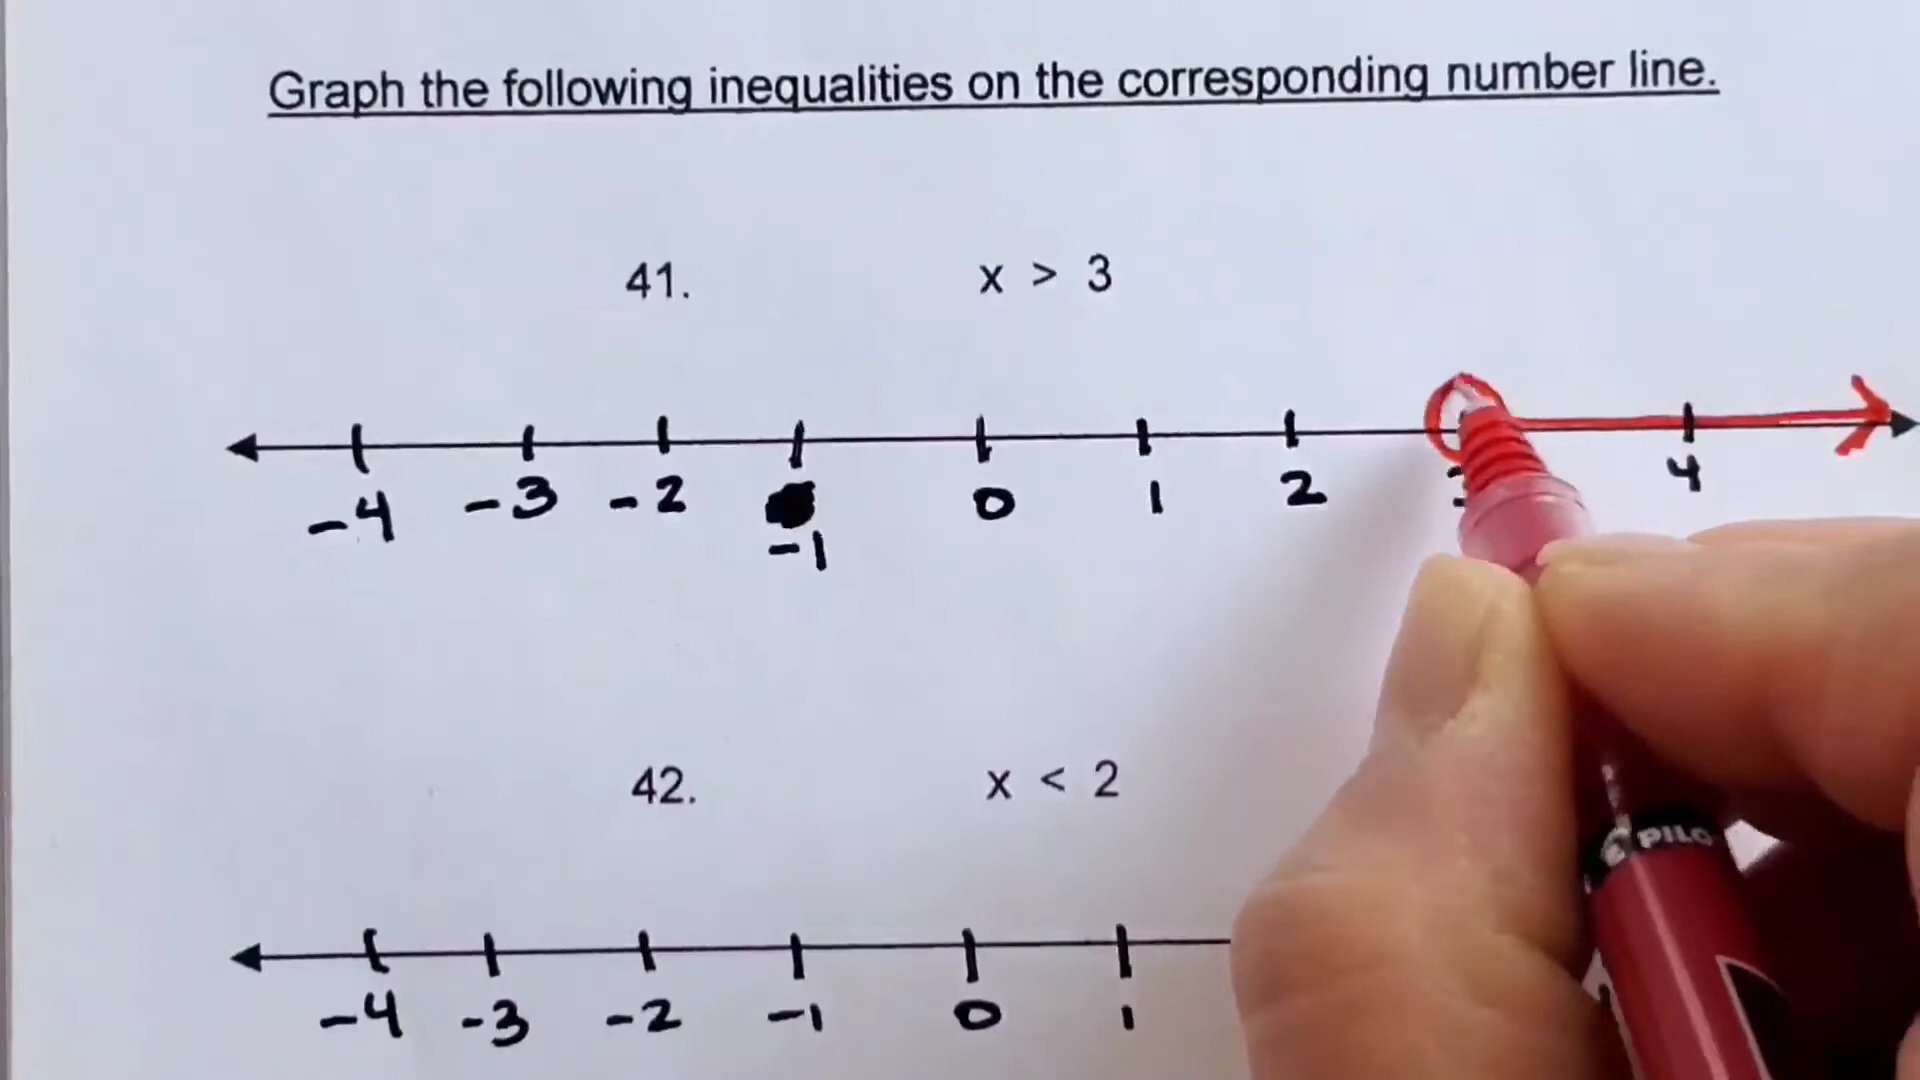 Graph the following inequalities on the corresponding number line.
41. x > 3
-4 -3 -2 -1 0 1 2 4
42. x < 2
-4 -3 -2 -1 0 1